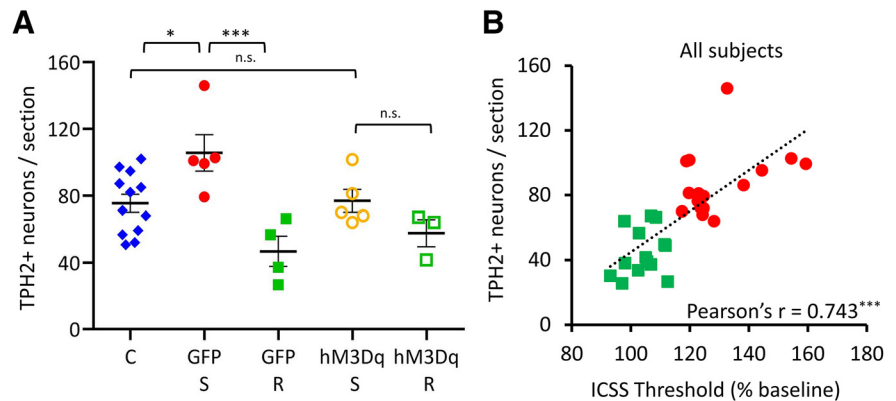 A
TPH2+ neurons / section
160
120
80
40
0
*
***
n.s.
n.s.
C
GFP
S
GFP
R
hM3Dq
S
hM3Dq
R
B
All subjects
TPH2+ neurons / section
160
120
80
40
0
Pearson's r = 0.743***
80
100
120
140
160
180
ICSS Threshold (% baseline)